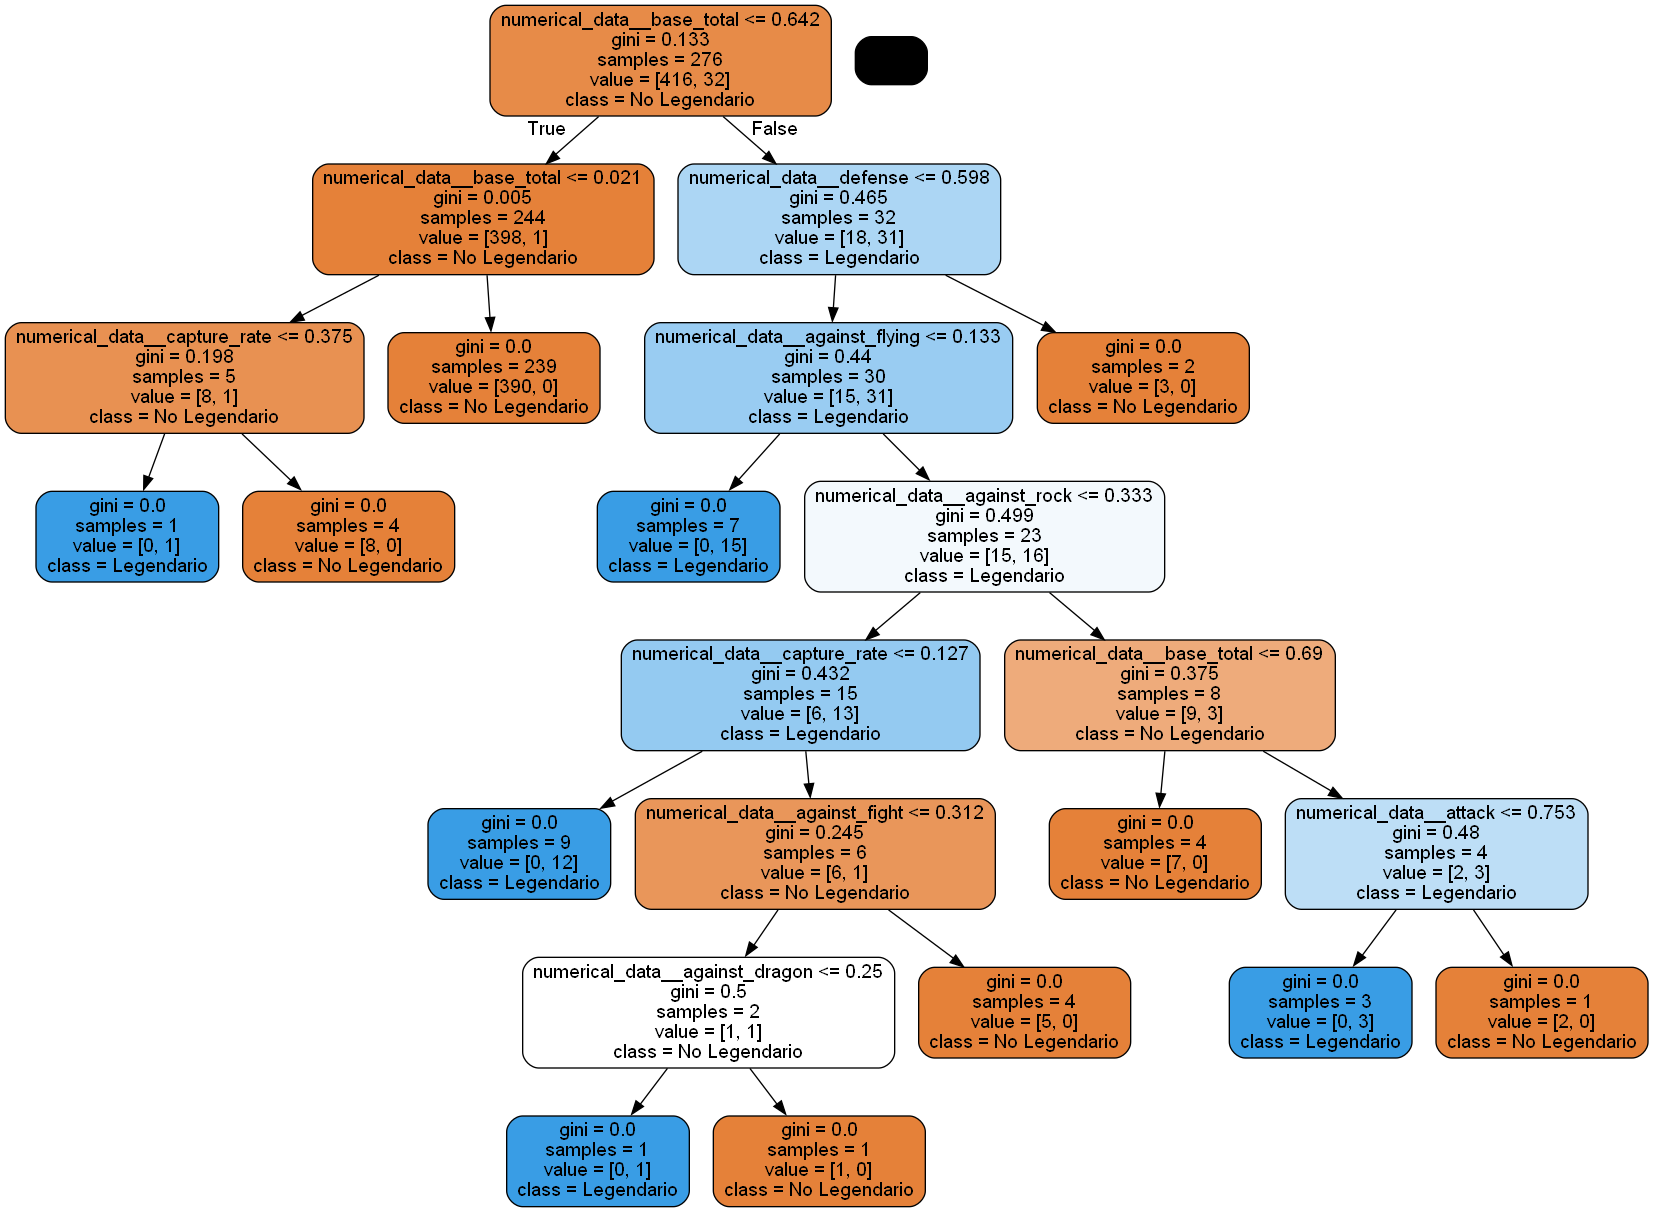 numerical_data__base_total <= 0.642
gini = 0.133
samples = 276
value = [416, 32]
class = No Legendario
True
False
numerical_data__base_total <= 0.021
gini = 0.005
samples = 244
value = [398, 1]
class = No Legendario
numerical_data__defense <= 0.598
gini = 0.465
samples = 32
value = [18, 31]
class = Legendario
numerical_data__capture_rate <= 0.375
gini = 0.198
samples = 5
value = [8, 1]
class = No Legendario
gini = 0.0
samples = 239
value = [390, 0]
class = No Legendario
numerical_data__against_flying <= 0.133
gini = 0.44
samples = 30
value = [15, 31]
class = Legendario
gini = 0.0
samples = 2
value = [3, 0]
class = No Legendario
gini = 0.0
samples = 1
value = [0, 1]
class = Legendario
gini = 0.0
samples = 4
value = [8, 0]
class = No Legendario
gini = 0.0
samples = 7
value = [0, 15]
class = Legendario
numerical_data__against_rock <= 0.333
gini = 0.499
samples = 23
value = [15, 16]
class = Legendario
numerical_data__capture_rate <= 0.127
gini = 0.432
samples = 15
value = [6, 13]
class = Legendario
numerical_data__base_total <= 0.69
gini = 0.375
samples = 8
value = [9, 3]
class = No Legendario
gini = 0.0
samples = 9
value = [0, 12]
class = Legendario
numerical_data__against_fight <= 0.312
gini = 0.245
samples = 6
value = [6, 1]
class = No Legendario
gini = 0.0
samples = 4
value = [7, 0]
class = No Legendario
numerical_data__attack <= 0.753
gini = 0.48
samples = 4
value = [2, 3]
class = Legendario
numerical_data__against_dragon <= 0.25
gini = 0.5
samples = 2
value = [1, 1]
class = No Legendario
gini = 0.0
samples = 4
value = [5, 0]
class = No Legendario
gini = 0.0
samples = 3
value = [0, 3]
class = Legendario
gini = 0.0
samples = 1
value = [2, 0]
class = No Legendario
gini = 0.0
samples = 1
value = [0, 1]
class = Legendario
gini = 0.0
samples = 1
value = [1, 0]
class = No Legendario